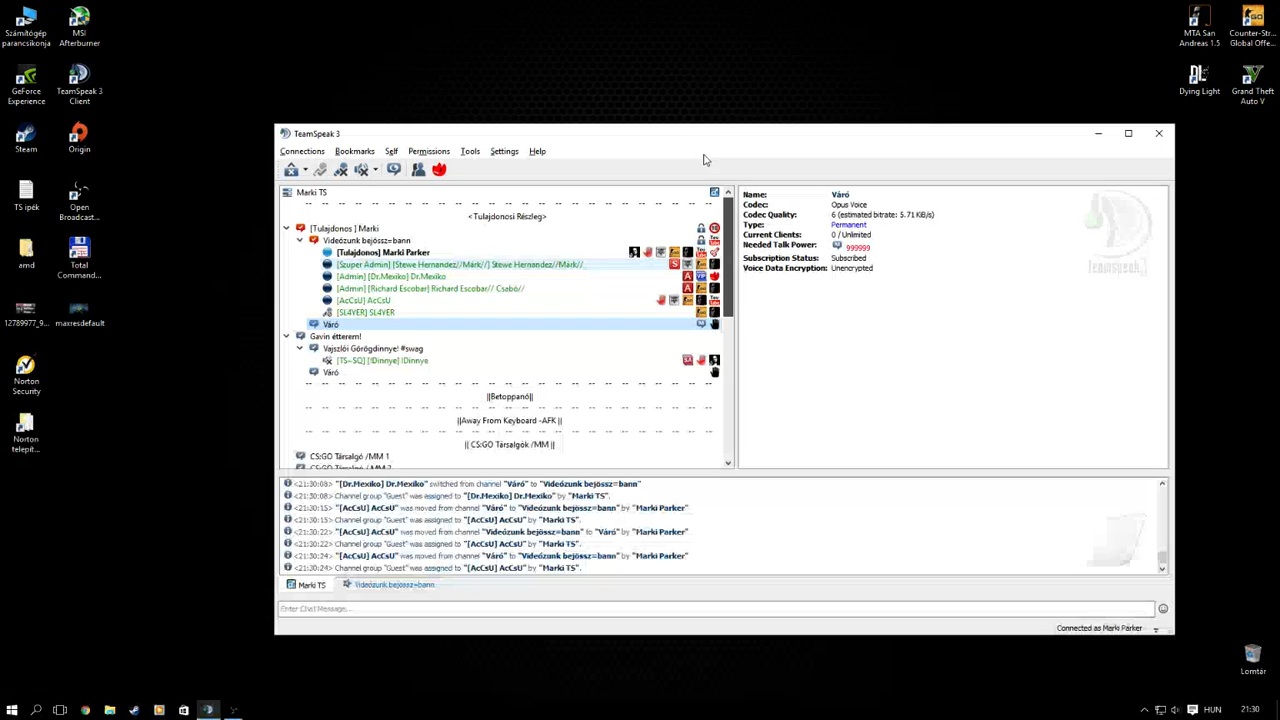 Számítógép
parancsikonja
MSI
Afterburner
GeForce
Experience
TeamSpeak 3
Client
Steam
Origin
TS ipék
Open
Broadcast...
amd
Total
Command...
12789977_9...
maxresdefault
Norton
Security
Norton
telepít...
MTA San
Andreas 1.5
Counter-Str...
Global Offe...
Dying Light
Grand Theft
Auto V
Lomtár
TeamSpeak 3
Connections Bookmarks Self Permissions Tools Settings Help
Marki TS
<Tulajdonosi Részleg>
[Tulajdonos ] Marki
Videózunk bejössz=bann
[Tulajdonos] Marki Parker
[Szuper Admin] [Stewe Hernandez//Márk//] Stewe Hernandez//Márk//
[Admin] [Dr.Mexiko] Dr.Mexiko
[Admin] [Richard Escobar] Richard Escobar// Csabó//
[AcCsU] AcCsU
[SL4YER] SL4YER
Váró
Gavin étterem!
Vajszlói Görögdinnye! #swag
[TS~SQ] [!Dinnye] !Dinnye
Váró
||Betoppanó||
||Away From Keyboard -AFK ||
|| CS:GO Társalgók /MM ||
CS:GO Társalgó /MM 1
CS:GO Társalgó /MM 2
Name: Váró
Codec: Opus Voice
Codec Quality: 6 (estimated bitrate: 5.71 KiB/s)
Type: Permanent
Current Clients: 0 / Unlimited
Needed Talk Power: 999999
Subscription Status: Subscribed
Voice Data Encryption: Unencrypted
Teamspeak
<21:30:08> "[Dr.Mexiko] Dr.Mexiko" switched from channel "Váró" to "Videózunk bejössz=bann"
<21:30:08> Channel group "Guest" was assigned to "[Dr.Mexiko] Dr.Mexiko" by "Marki TS".
<21:30:15> "[AcCsU] AcCsU" was moved from channel "Váró" to "Videózunk bejössz=bann" by "Marki Parker"
<21:30:15> Channel group "Guest" was assigned to "[AcCsU] AcCsU" by "Marki TS".
<21:30:22> "[AcCsU] AcCsU" was moved from channel "Videózunk bejössz=bann" to "Váró" by "Marki Parker"
<21:30:22> Channel group "Guest" was assigned to "[AcCsU] AcCsU" by "Marki TS".
<21:30:24> "[AcCsU] AcCsU" was moved from channel "Váró" to "Videózunk bejössz=bann" by "Marki Parker"
<21:30:24> Channel group "Guest" was assigned to "[AcCsU] AcCsU" by "Marki TS".
Marki TS
Videózunk bejössz=bann
Enter Chat Message...
Connected as Marki Parker
HUN
21:30